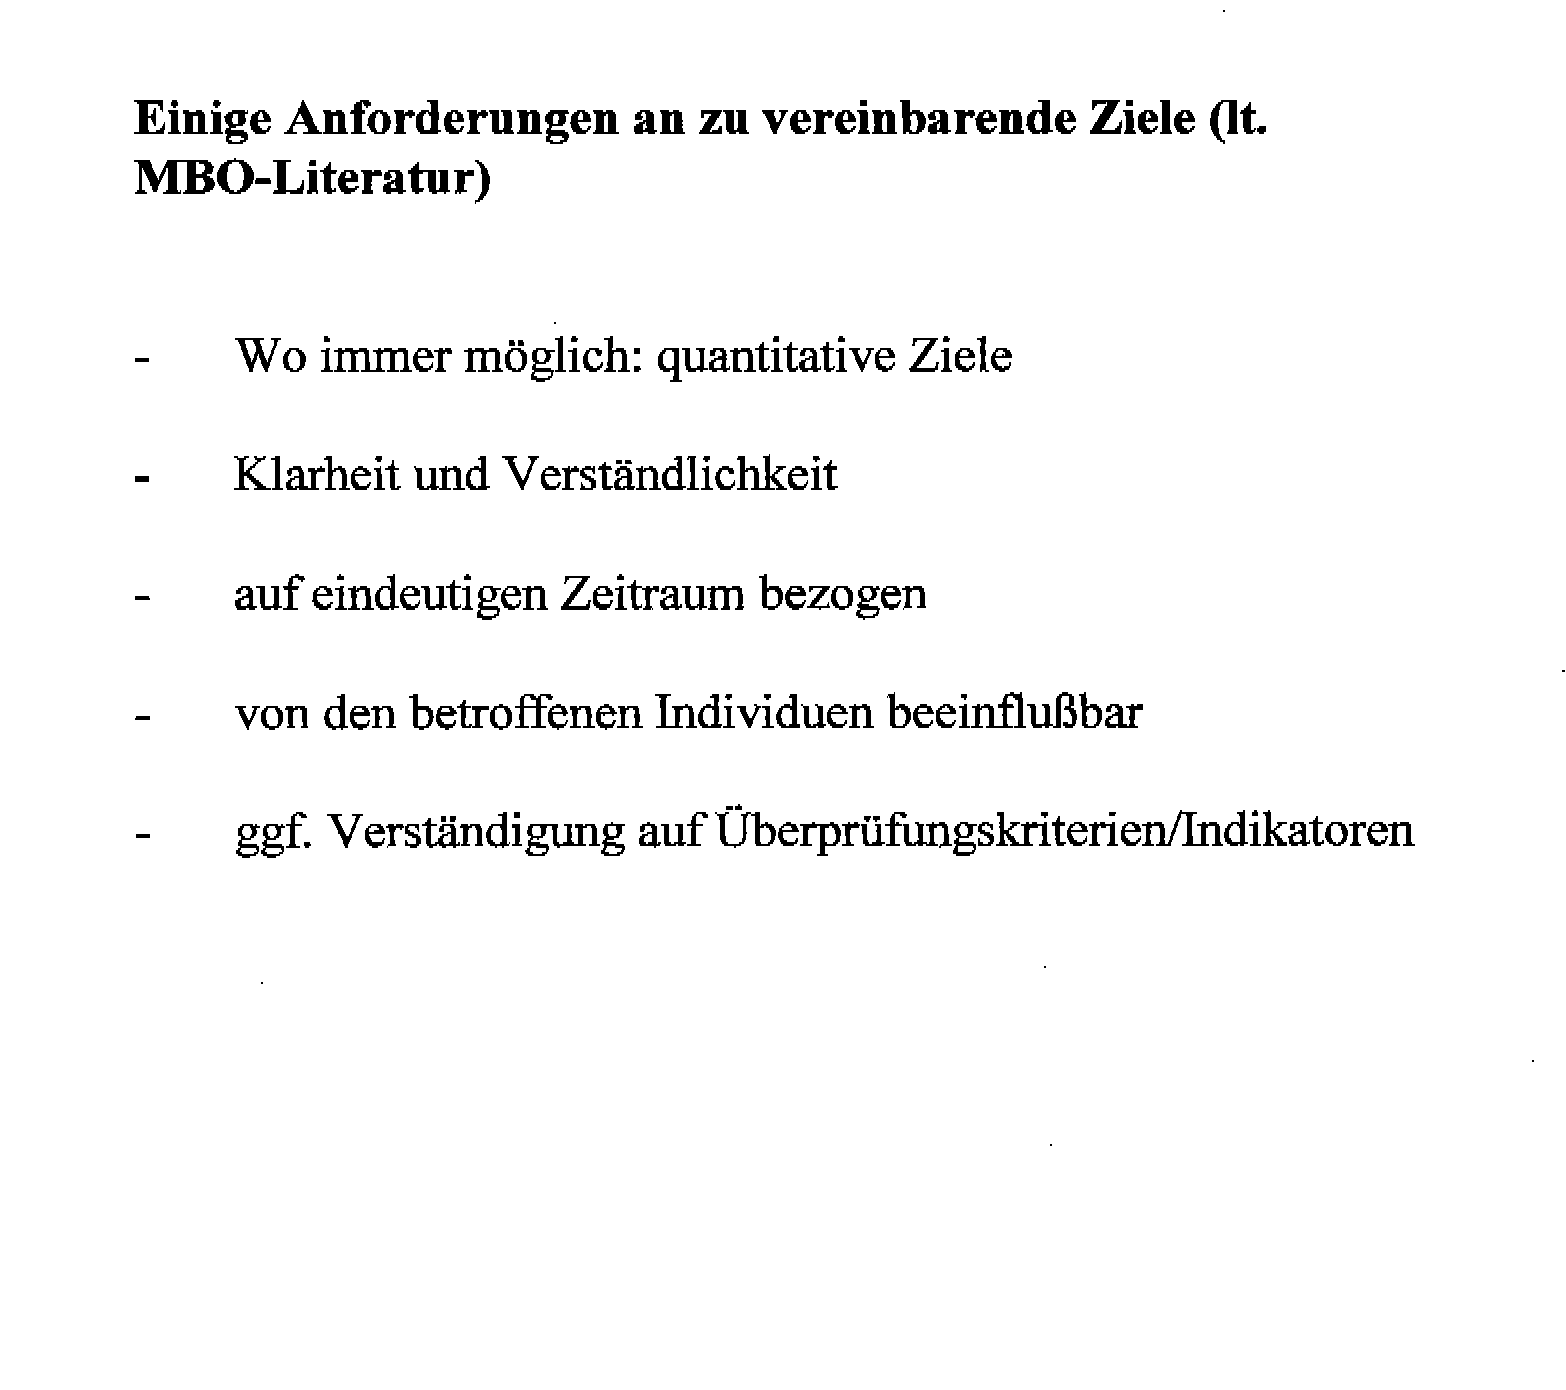 Einige Anforderungen an zu vereinbarende Ziele (lt.
MBO-Literatur)
- Wo immer möglich: quantitative Ziele
- Klarheit und Verständlichkeit
- auf eindeutigen Zeitraum bezogen
- von den betroffenen Individuen beeinflußbar
- ggf. Verständigung auf Überprüfungskriterien/Indikatoren